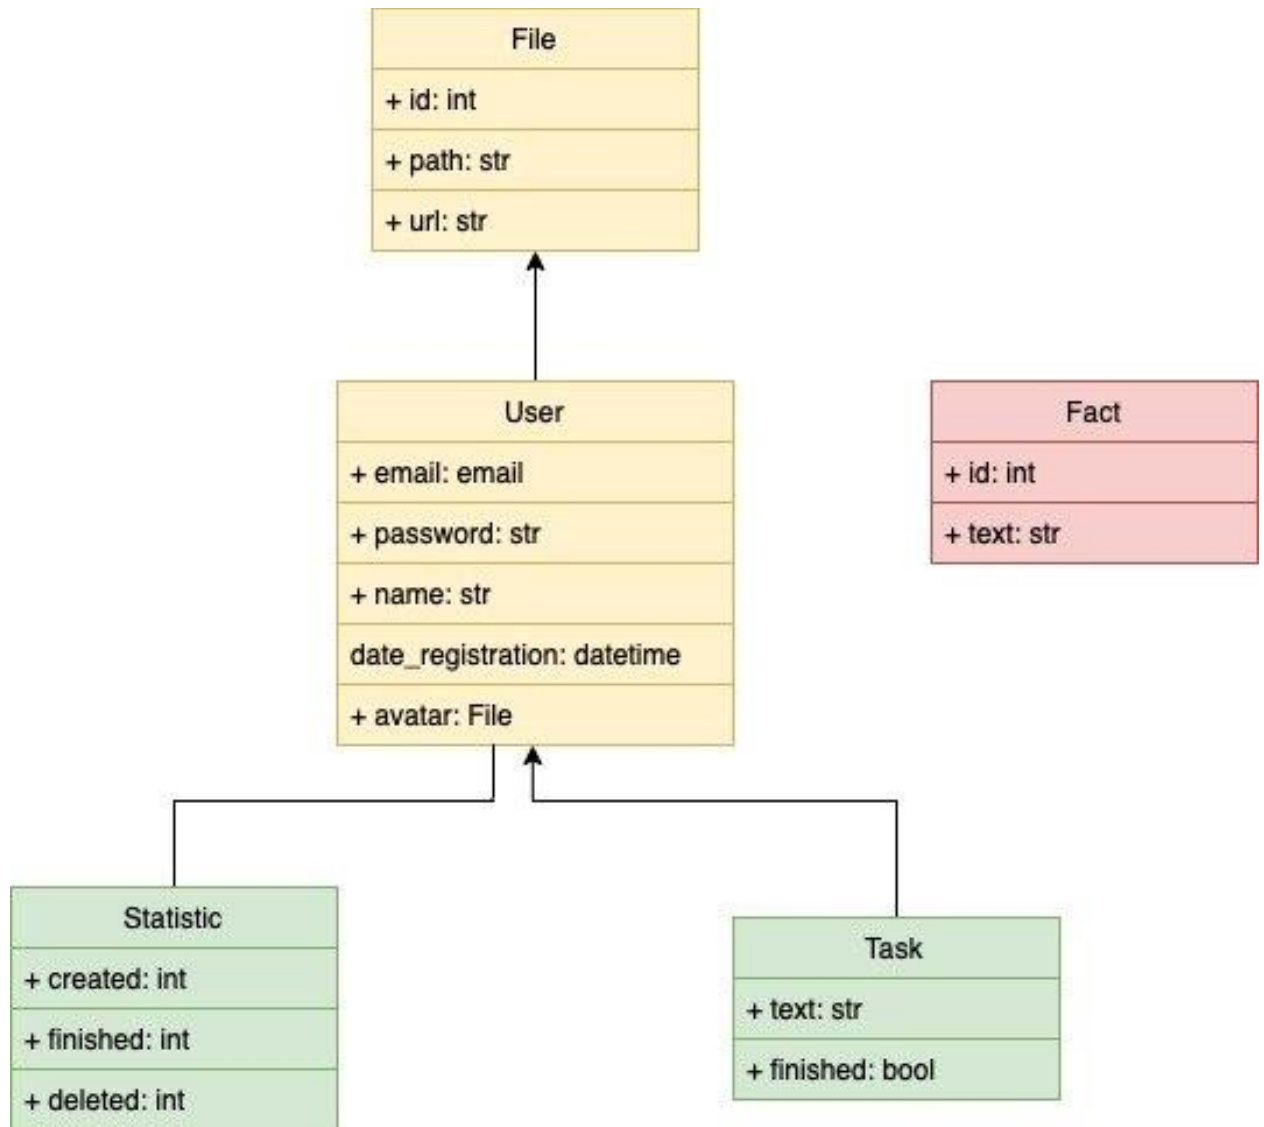 File
+ id: int
+ path: str
+ url: str
User
+ email: email
+ password: str
+ name: str
date_registration: datetime
+ avatar: File
Fact
+ id: int
+ text: str
Statistic
+ created: int
+ finished: int
+ deleted: int
Task
+ text: str
+ finished: bool